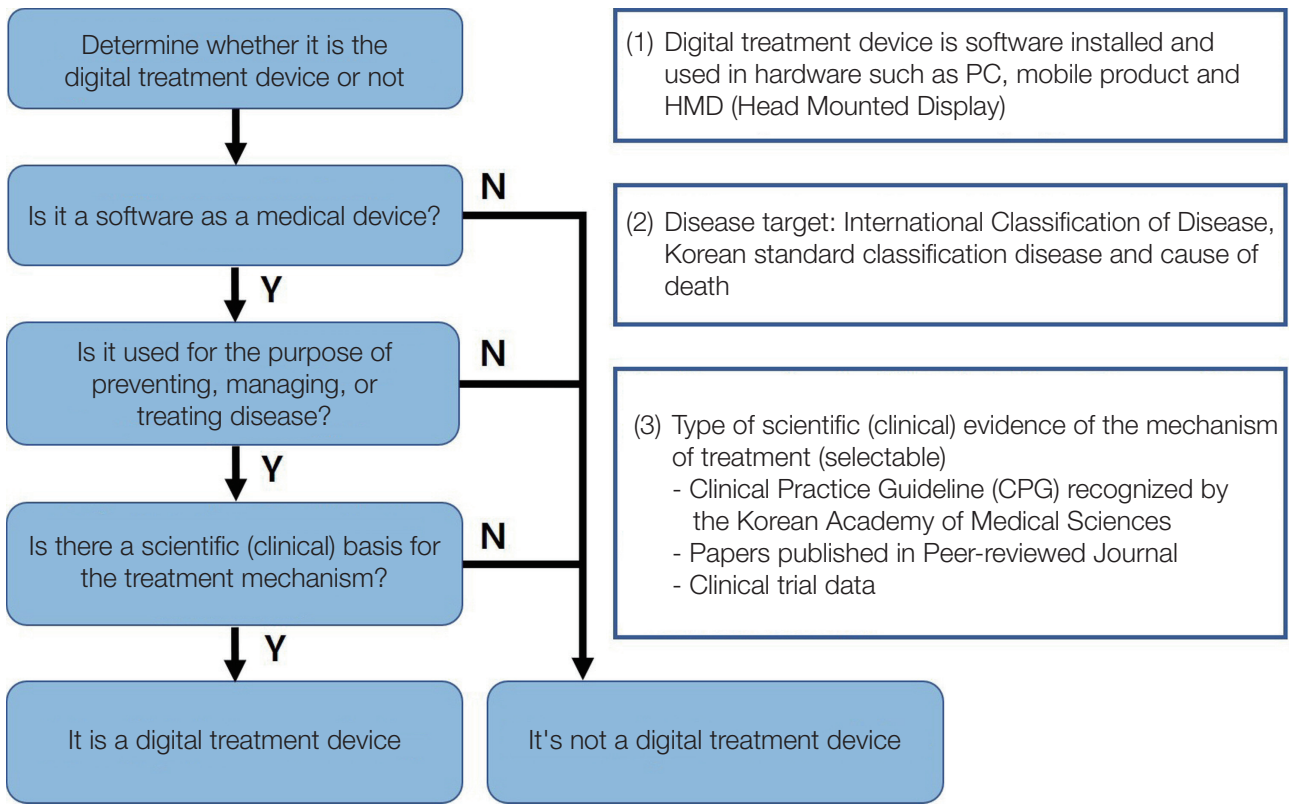 Determine whether it is the
digital treatment device or not
Is it a software as a medical device?
N
Y
Is it used for the purpose of
preventing, managing, or
treating disease?
N
Y
Is there a scientific (clinical) basis for
the treatment mechanism?
N
Y
It is a digital treatment device
It's not a digital treatment device
(1) Digital treatment device is software installed and
used in hardware such as PC, mobile product and
HMD (Head Mounted Display)
(2) Disease target: International Classification of Disease,
Korean standard classification disease and cause of
death
(3) Type of scientific (clinical) evidence of the mechanism
of treatment (selectable)
- Clinical Practice Guideline (CPG) recognized by
the Korean Academy of Medical Sciences
- Papers published in Peer-reviewed Journal
- Clinical trial data